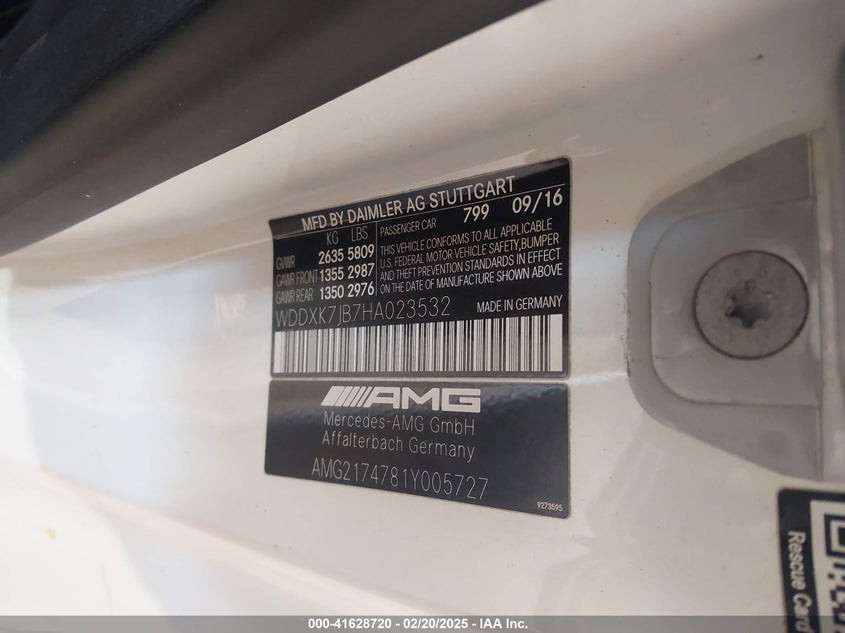 MFD BY DAIMLER AG STUTTGART
KG LBS
GVWR 2635 5809
GAWR FRONT 1355 2987
GAWR REAR 1350 2976
PASSENGER CAR 799 09/16
THIS VEHICLE CONFORMS TO ALL APPLICABLE
U.S. FEDERAL MOTOR VEHICLE SAFETY, BUMPER
AND THEFT PREVENTION STANDARDS IN EFFECT
ON THE DATE OF MANUFACTURE SHOWN ABOVE
WDDXK7JB7HA023532
MADE IN GERMANY
AMG
Mercedes-AMG GmbH
Affalterbach Germany
AMG2174781Y005727
9273595
Rescue Card
000-41628720 — 02/20/2025 — IAA Inc.